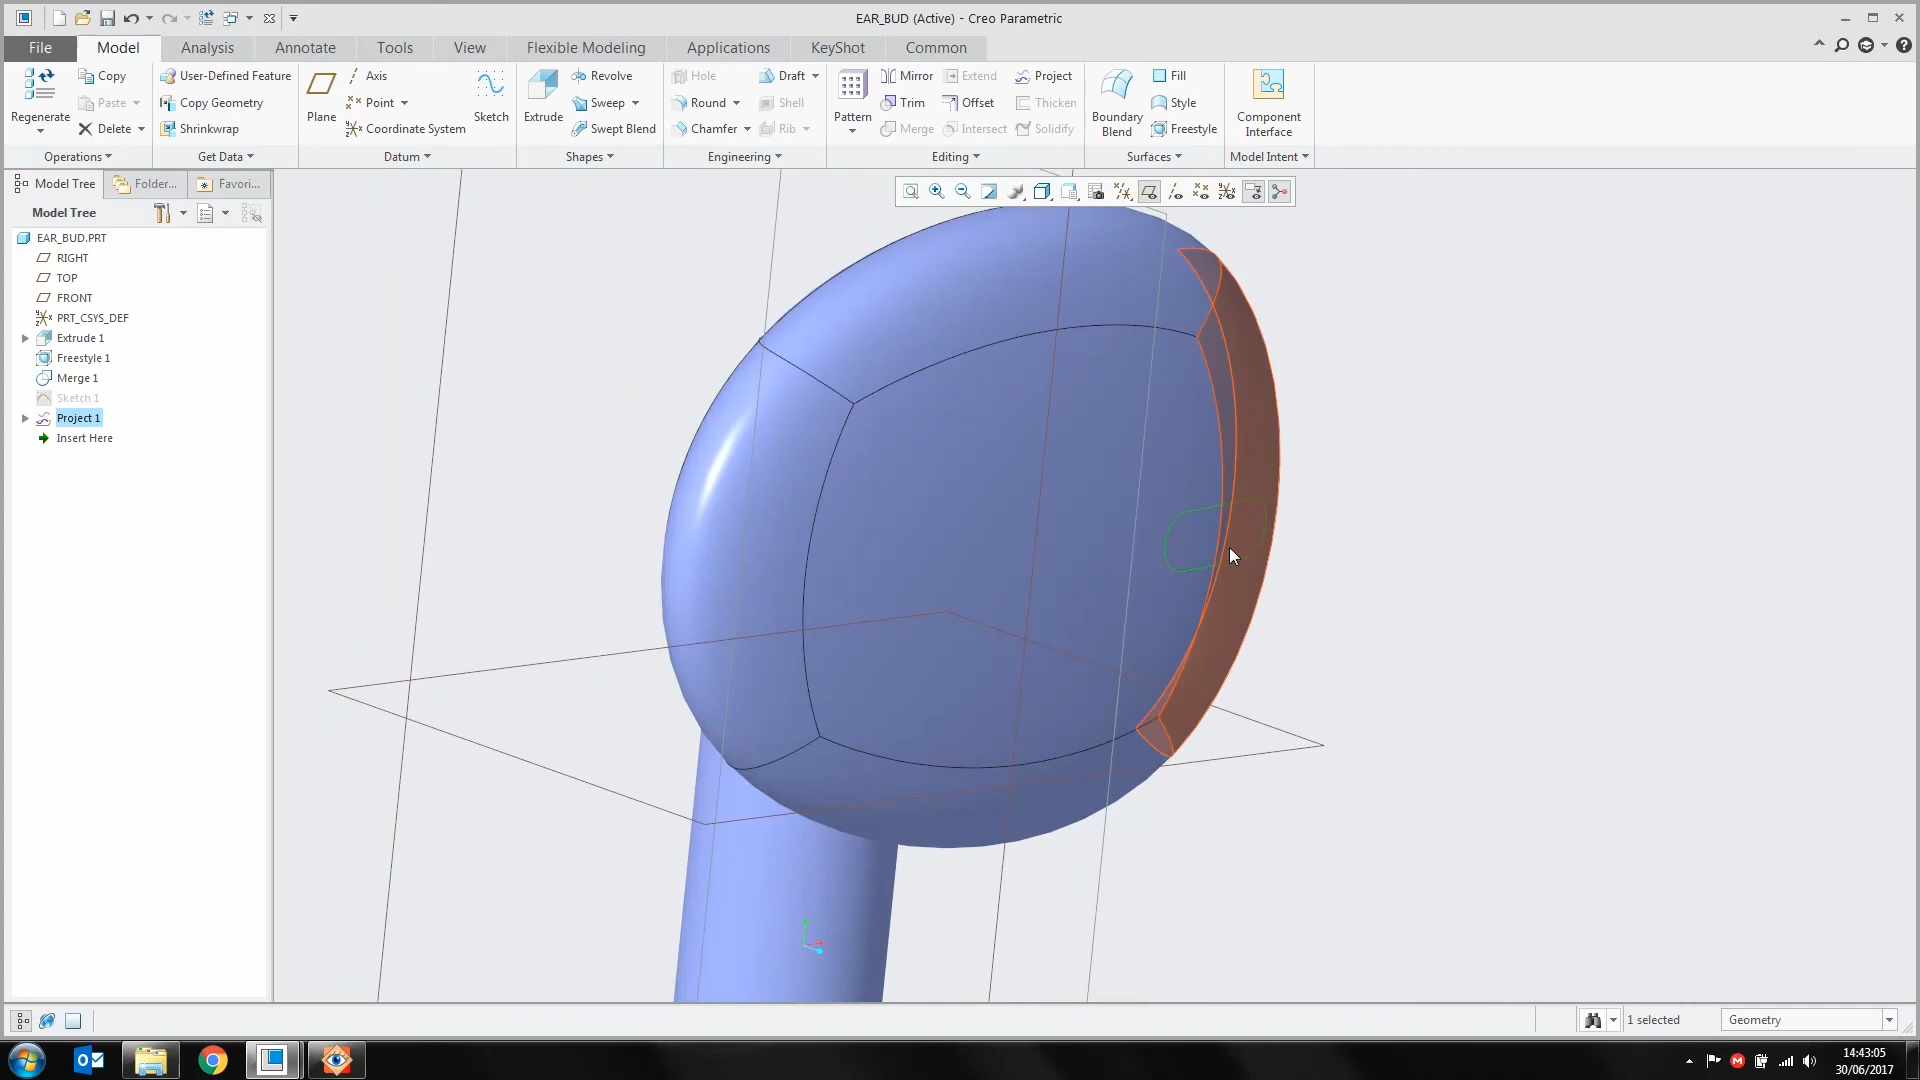 EAR_BUD (Active) - Creo Parametric
File Model Analysis Annotate Tools View Flexible Modeling Applications KeyShot Common
Regenerate
Copy
Paste
Delete
Operations
User-Defined Feature
Copy Geometry
Shrinkwrap
Get Data
Plane
Axis
Point
Coordinate System
Sketch
Datum
Extrude
Revolve
Sweep
Swept Blend
Shapes
Hole
Round
Chamfer
Draft
Shell
Rib
Engineering
Pattern
Mirror
Trim
Merge
Extend
Offset
Intersect
Project
Thicken
Solidify
Editing
Boundary
Blend
Fill
Style
Freestyle
Surfaces
Component
Interface
Model Intent
Model Tree Folder... Favori...
Model Tree
EAR_BUD.PRT
RIGHT
TOP
FRONT
PRT_CSYS_DEF
Extrude 1
Freestyle 1
Merge 1
Sketch 1
Project 1
Insert Here
1 selected
Geometry
14:43:05
30/06/2017